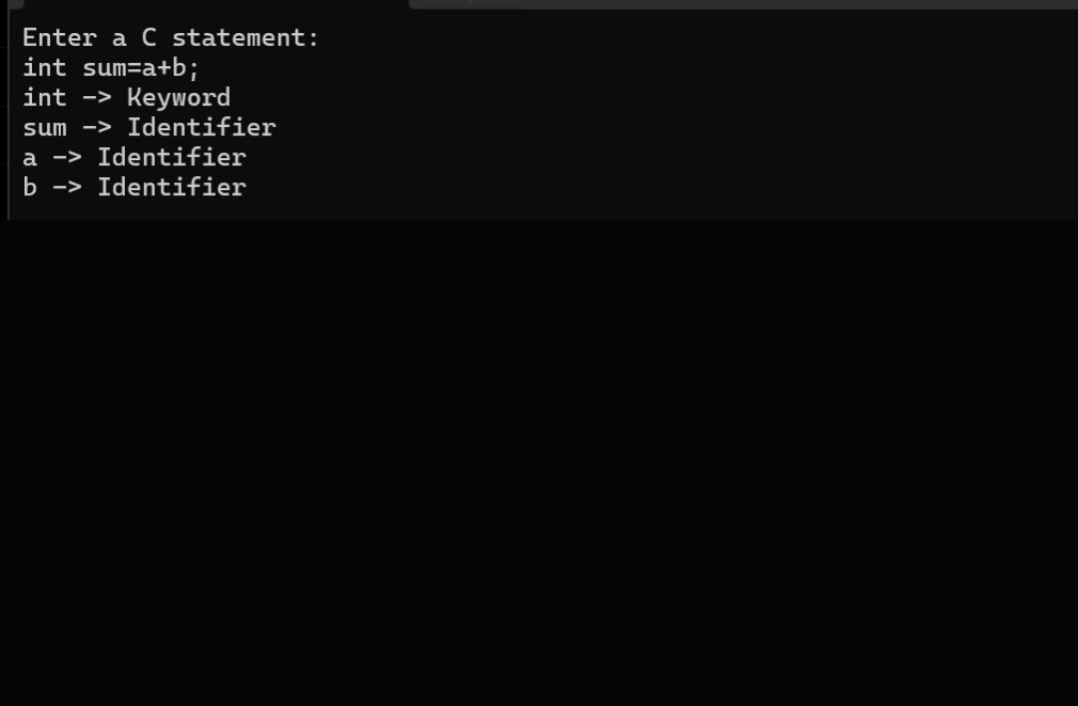 Enter a C statement:
int sum=a+b;
int -> Keyword
sum -> Identifier
a -> Identifier
b -> Identifier